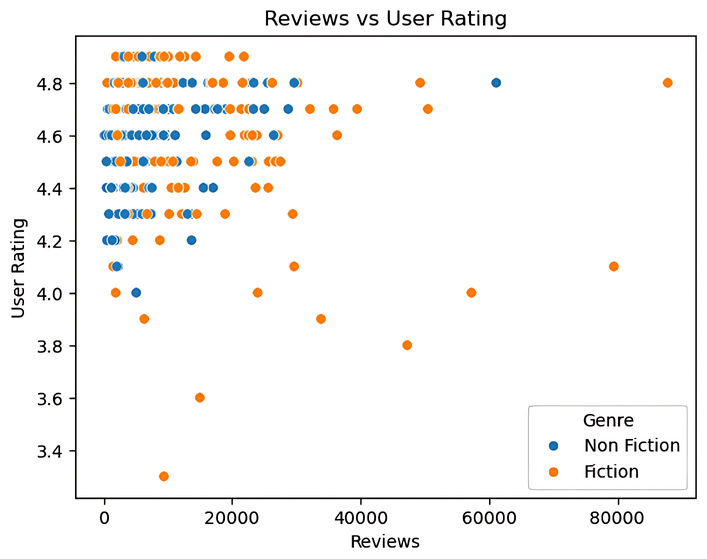 Reviews vs User Rating
User Rating
4.8
4.6
4.4
4.2
4.0
3.8
3.6
3.4
Genre
Non Fiction
Fiction
0 20000 40000 60000 80000
Reviews